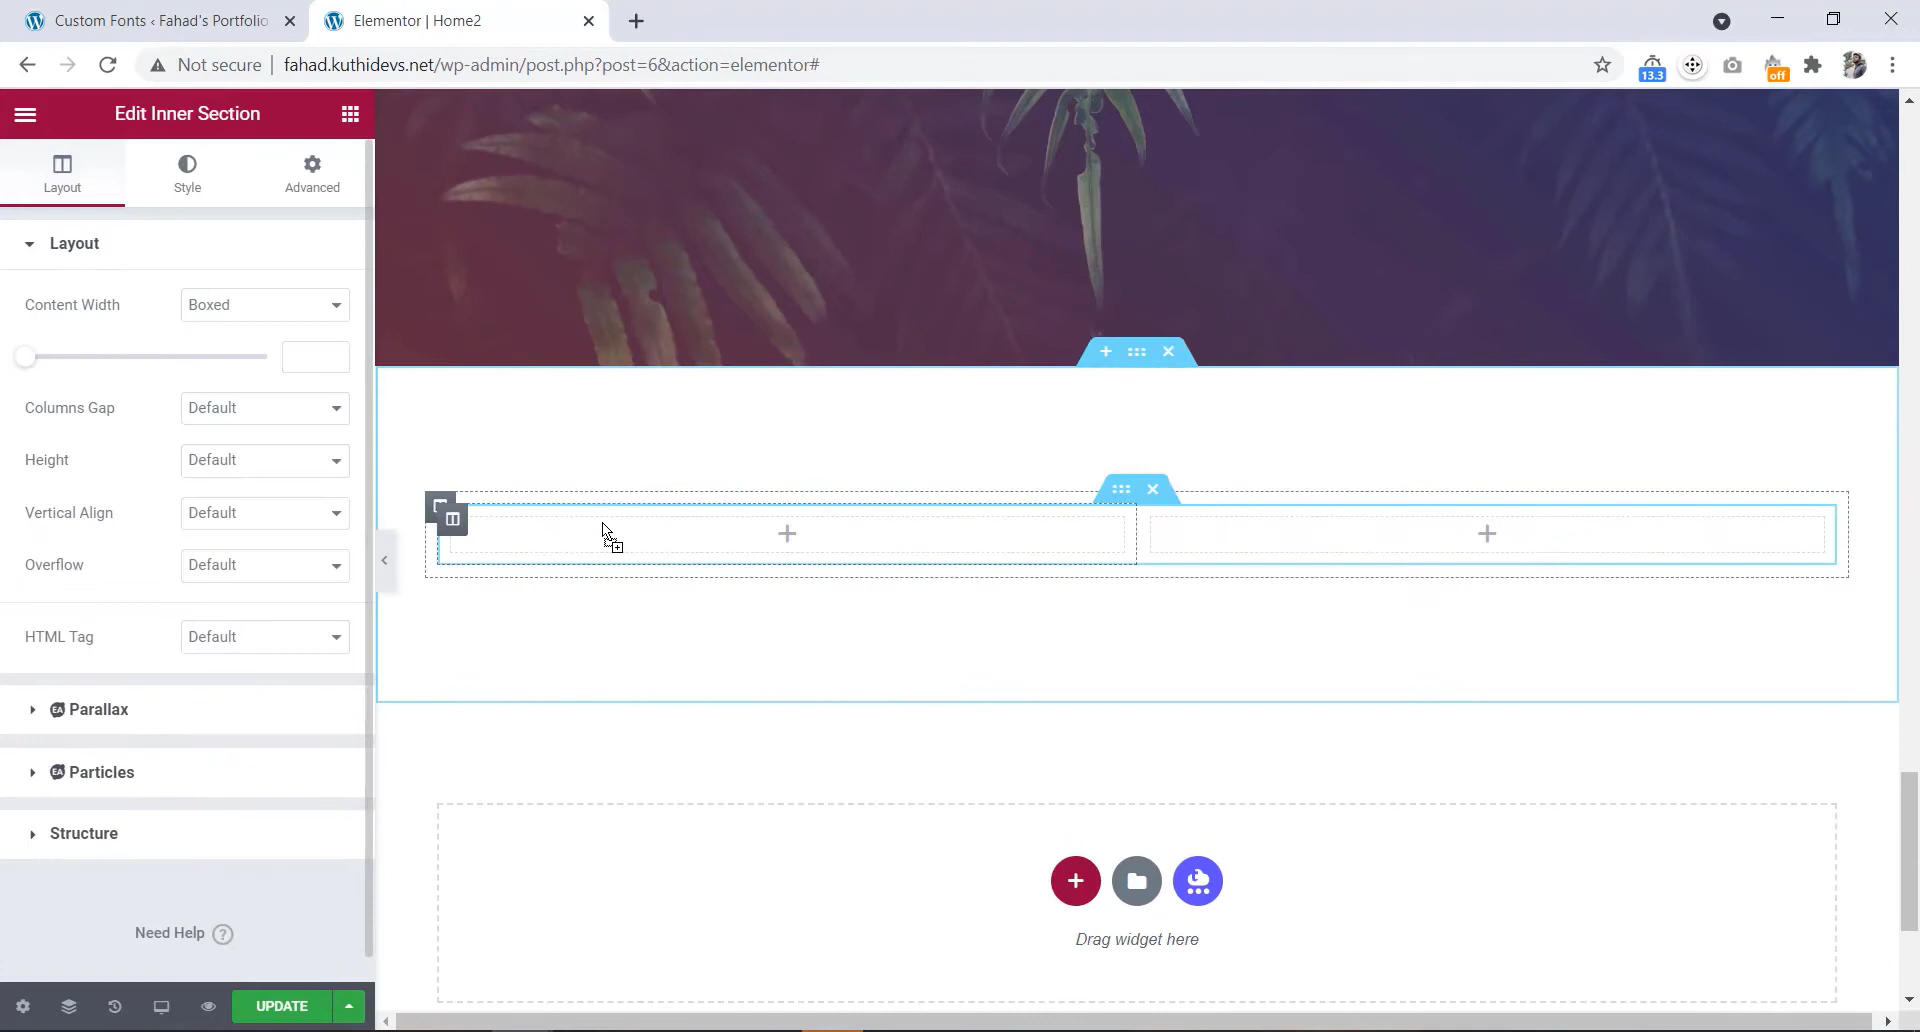 Custom Fonts ‹ Fahad's Portfolio
Elementor | Home2
Not secure
fahad.kuthidevs.net/wp-admin/post.php?post=6&action=elementor#
13.3
off
Edit Inner Section
Layout
Style
Advanced
Layout
Content Width
Boxed
Columns Gap
Default
Height
Default
Vertical Align
Default
Overflow
Default
HTML Tag
Default
EA Parallax
EA Particles
Structure
Need Help ?
UPDATE
Drag widget here